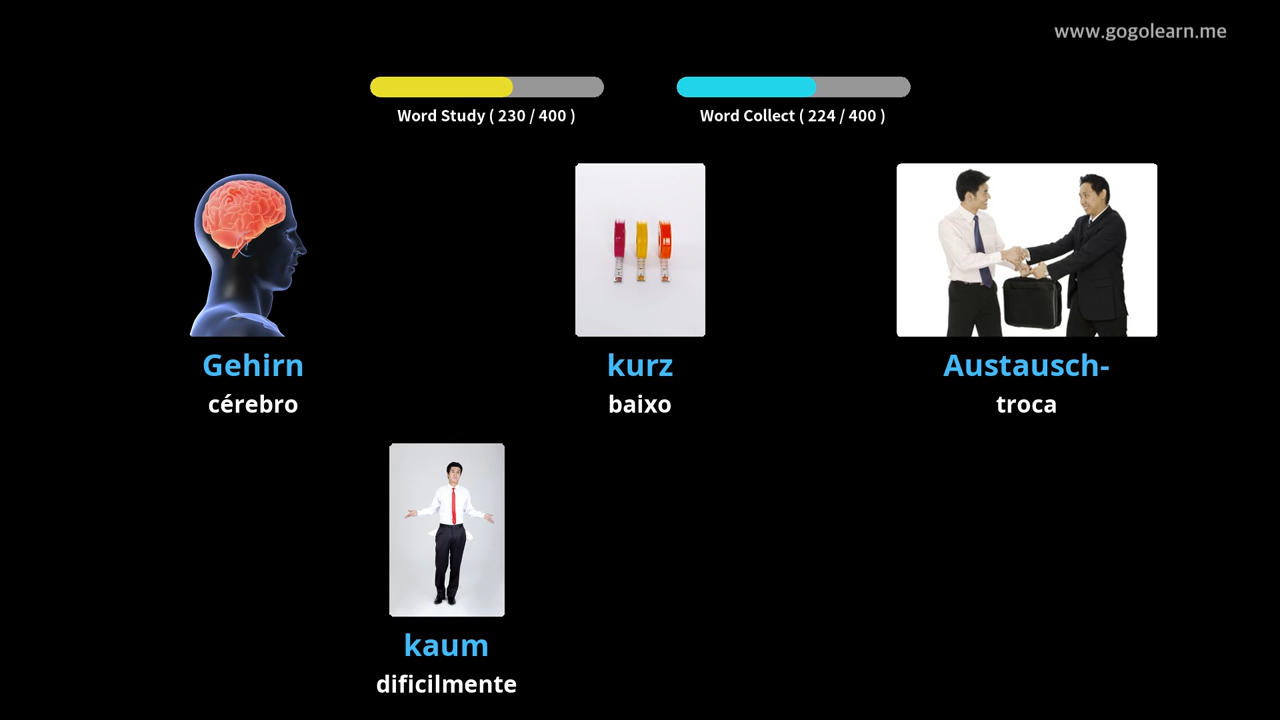 www.gogolearn.me
Word Study ( 230 / 400 )
Word Collect ( 224 / 400 )
Gehirn
cérebro
kurz
baixo
Austausch-
troca
kaum
dificilmente